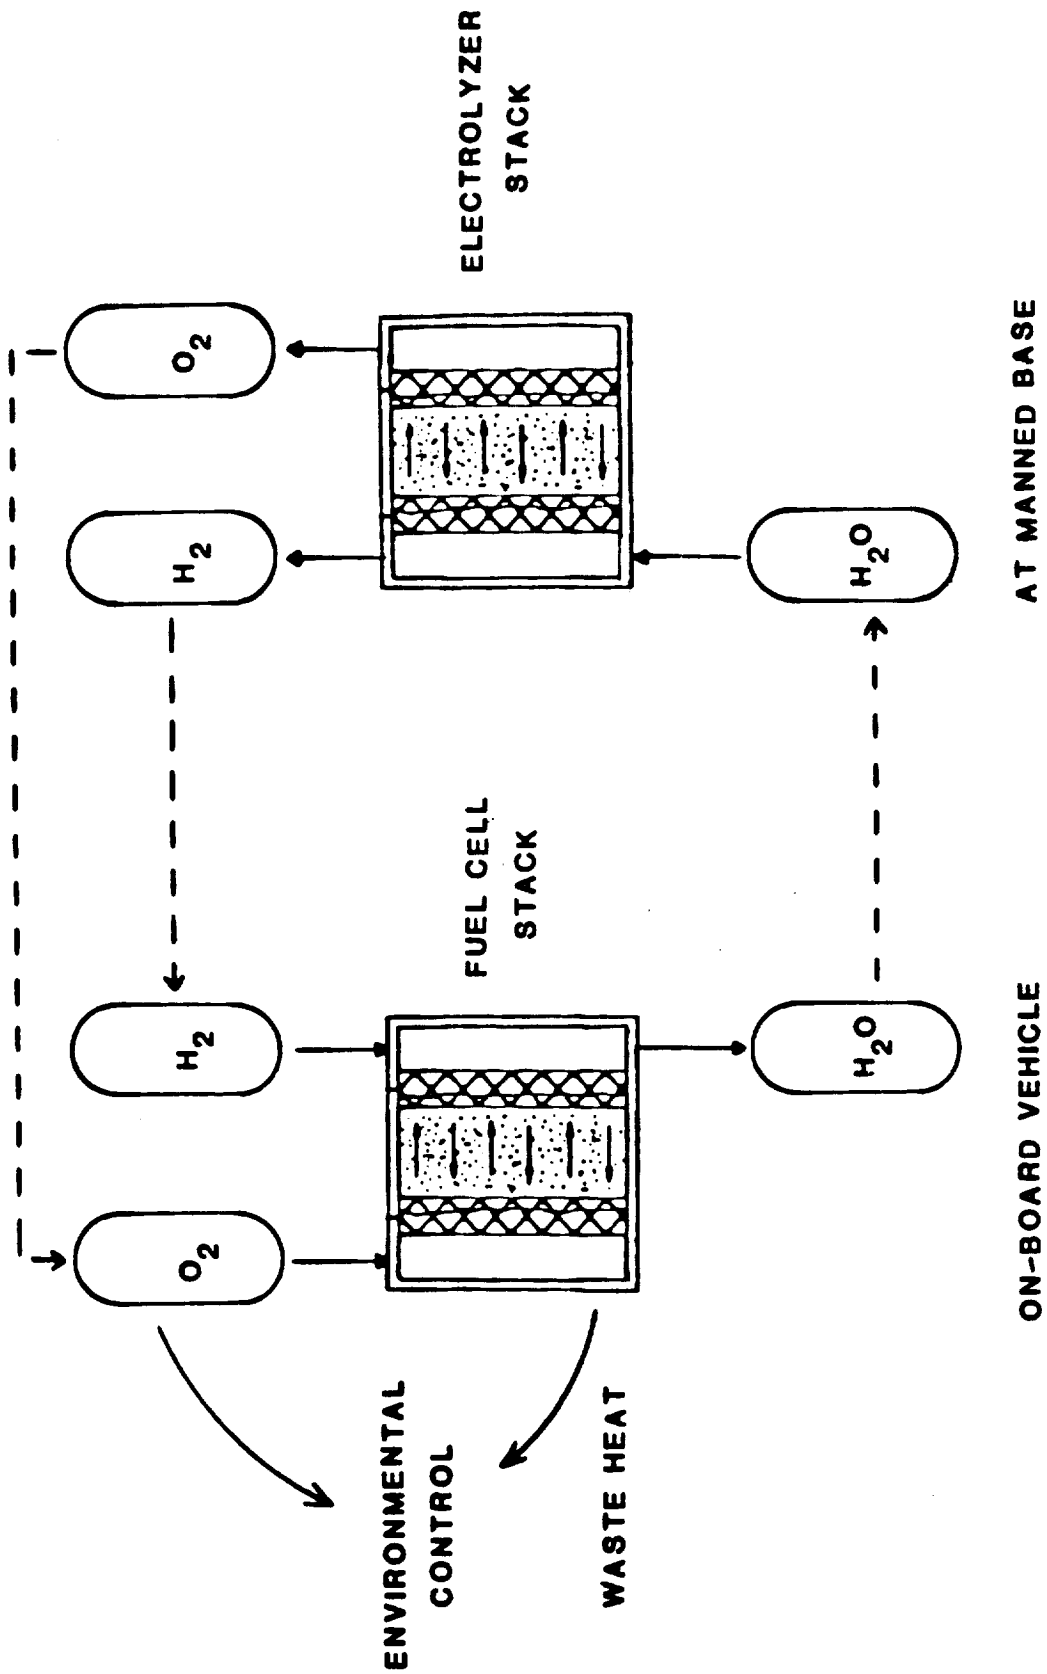 O2
H2
H2
O2
ENVIRONMENTAL
CONTROL
FUEL CELL
STACK
ELECTROLYZER
STACK
WASTE HEAT
H2O
H2O
ON-BOARD VEHICLE
AT MANNED BASE